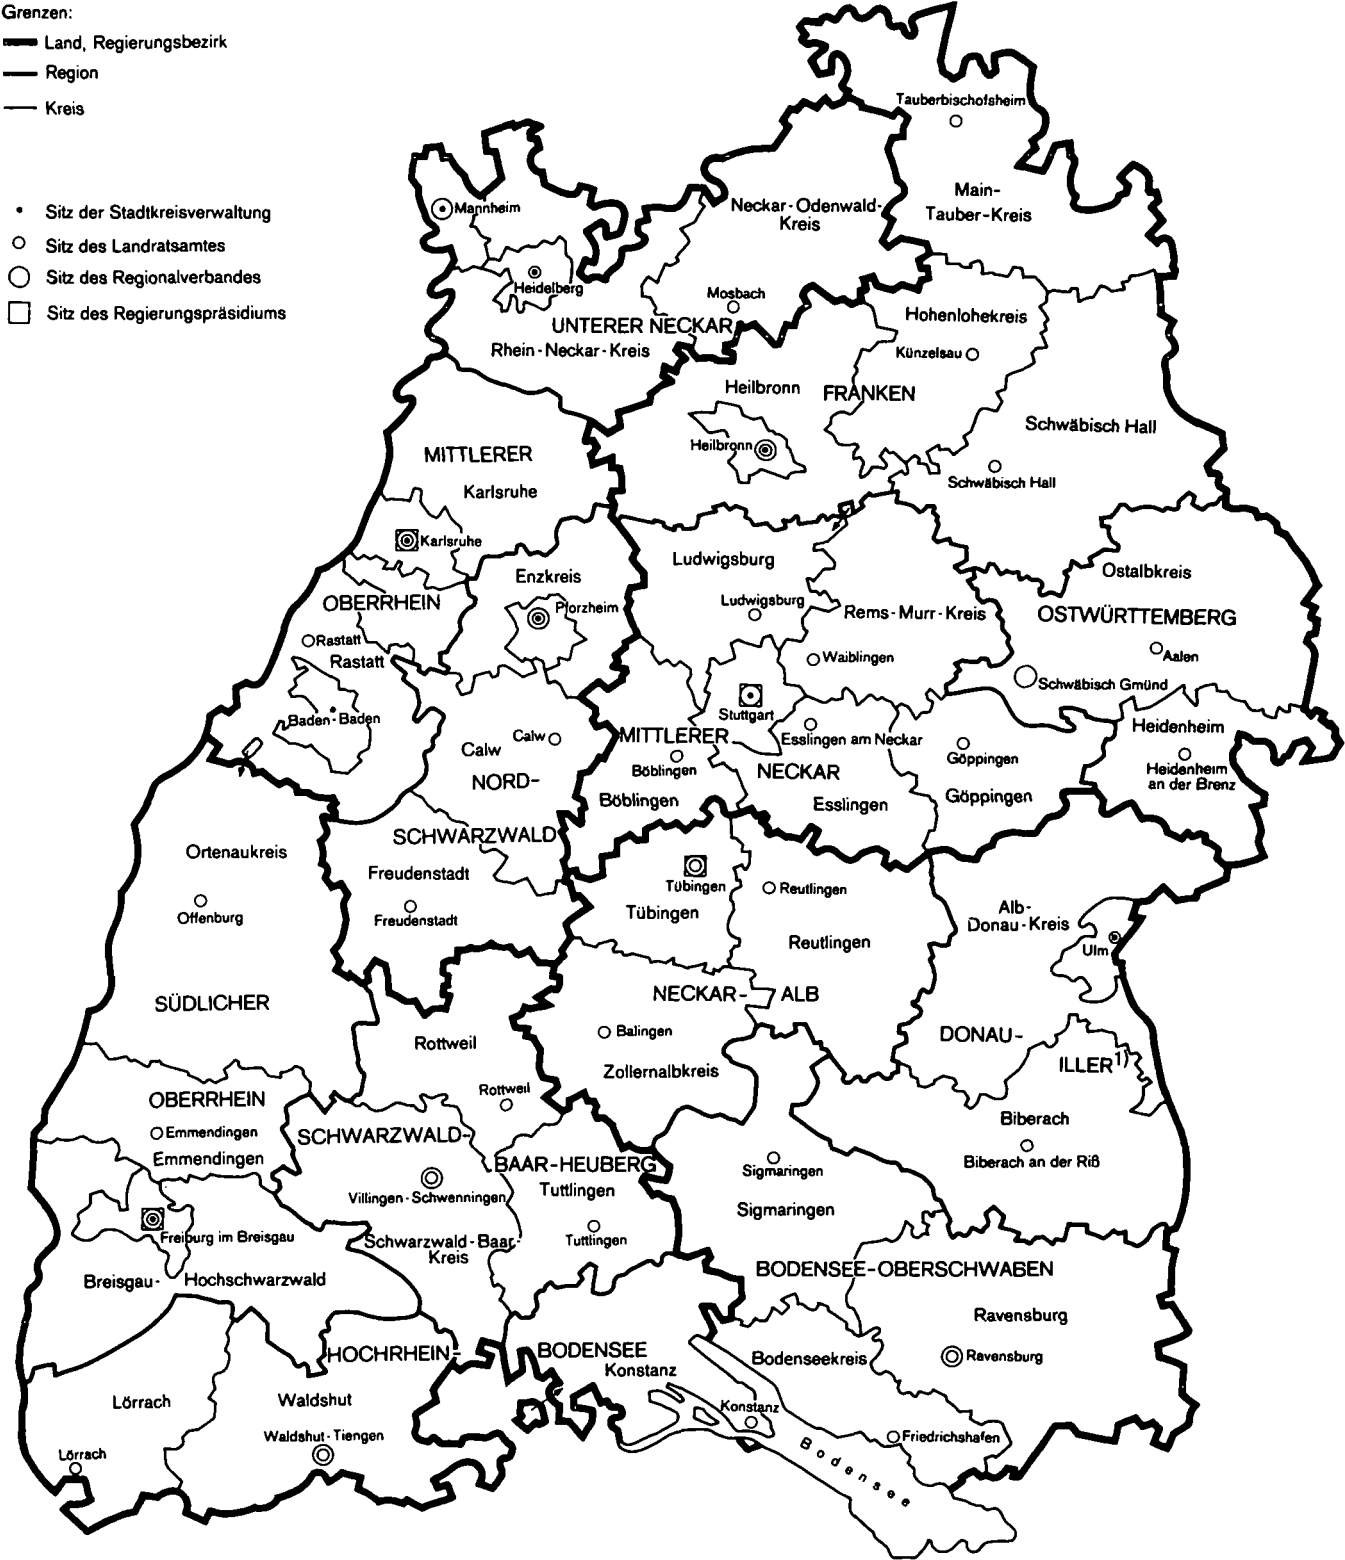 Grenzen:
Land, Regierungsbezirk
Region
Kreis
Sitz der Stadtkreisverwaltung
Sitz des Landratsamtes
Sitz des Regionalverbandes
Sitz des Regierungspräsidiums
Tauberbischofsheim
Main-
Tauber-Kreis
Neckar-Odenwald-
Kreis
Mannheim
Heidelberg
Mosbach
UNTERER NECKAR
Rhein-Neckar-Kreis
Hohenlohekreis
Künzelsau
Heilbronn
FRANKEN
Heilbronn
Schwäbisch Hall
Schwäbisch Hall
MITTLERER
Karlsruhe
Karlsruhe
OBERRHEIN
Rastatt
Rastatt
Baden-Baden
Enzkreis
Pforzheim
Ludwigsburg
Ludwigsburg
Rems-Murr-Kreis
Waiblingen
Ostalbkreis
OSTWÜRTTEMBERG
Aalen
Schwäbisch Gmünd
Heidenheim
Heidenheim
an der Brenz
Stuttgart
MITTLERER
Böblingen
Böblingen
NECKAR
Esslingen am Neckar
Esslingen
Göppingen
Göppingen
Calw
Calw
NORD-
SCHWARZWALD
Freudenstadt
Freudenstadt
Ortenaukreis
Offenburg
SÜDLICHER
OBERRHEIN
Tübingen
Tübingen
Reutlingen
Reutlingen
NECKAR-
ALB
Balingen
Zollernalbkreis
Alb-
Donau-Kreis
Ulm
DONAU-
ILLER1)
Biberach
Biberach an der Riß
Rottweil
Rottweil
Emmendingen
Emmendingen
SCHWARZWALD-
BAAR-HEUBERG
Villingen-Schwenningen
Schwarzwald-Baar-
Kreis
Tuttlingen
Tuttlingen
Sigmaringen
Sigmaringen
Freiburg im Breisgau
Breisgau-
Hochschwarzwald
BODENSEE-OBERSCHWABEN
Ravensburg
Ravensburg
Bodenseekreis
Friedrichshafen
HOCHRHEIN-
BODENSEE
Konstanz
Konstanz
Bodensee
Lörrach
Lörrach
Waldshut
Waldshut-Tiengen